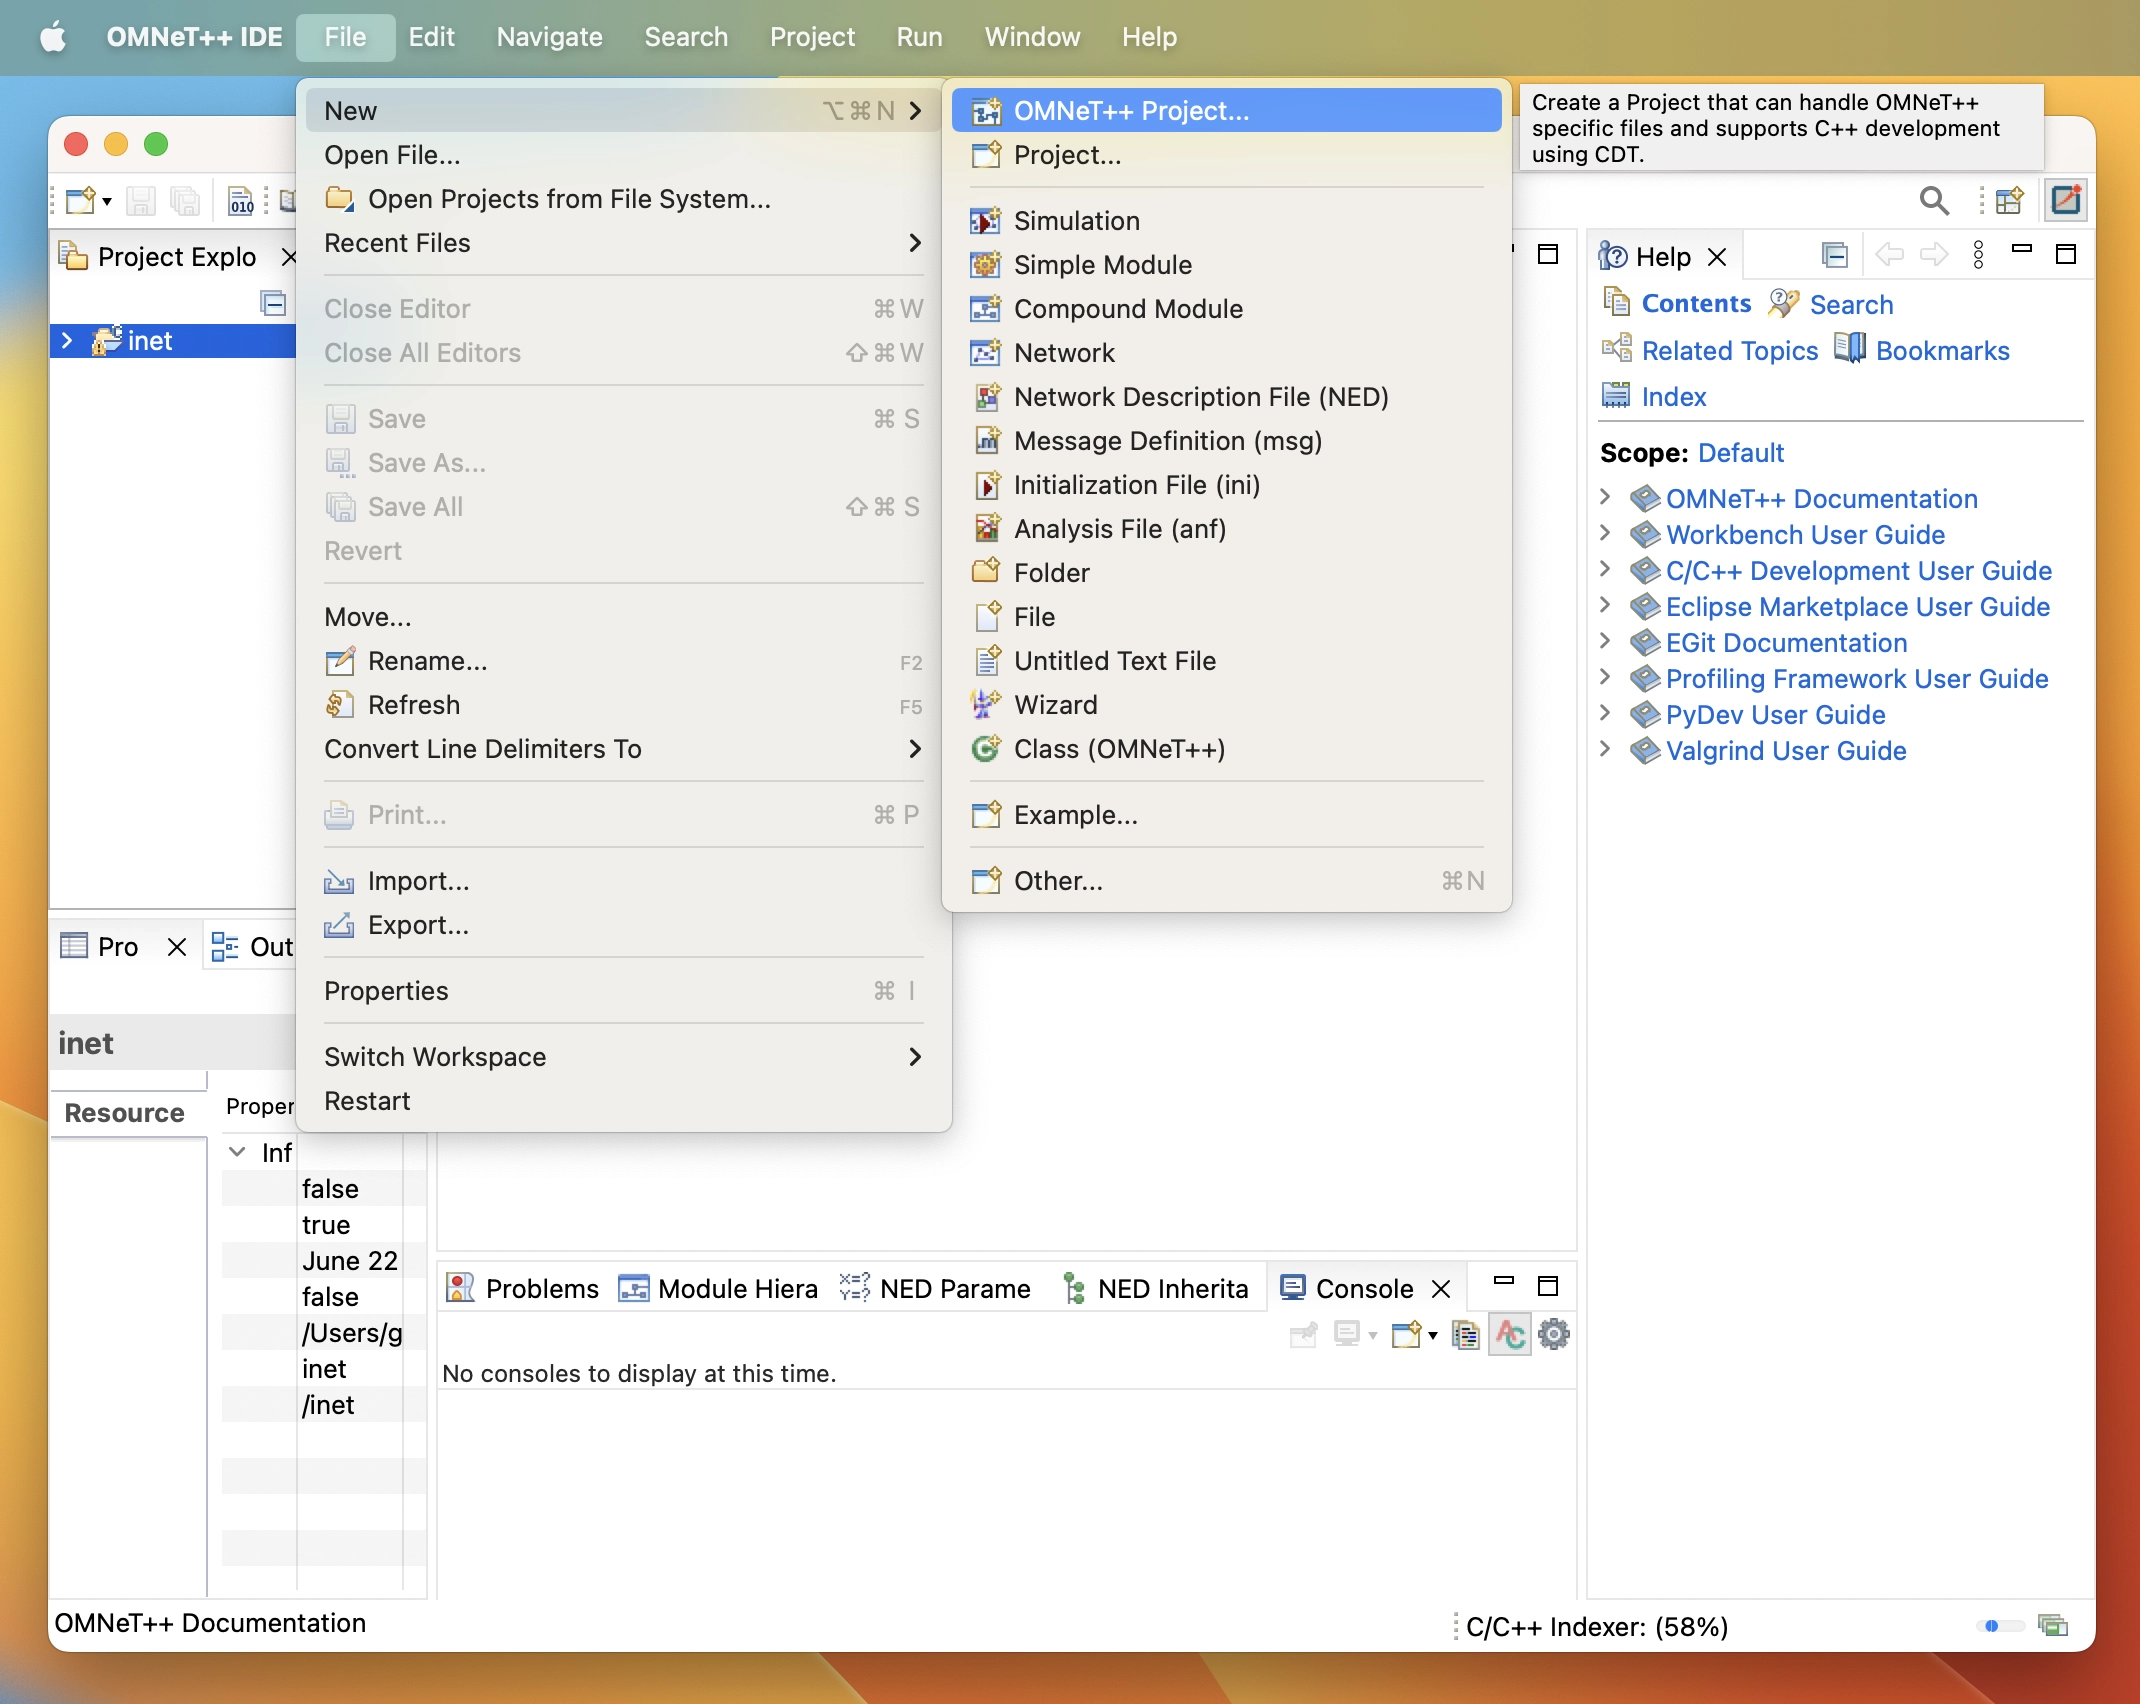 OMNeT++ IDE File Edit Navigate Search Project Run Window Help
New ⌥⌘N
Open File...
Open Projects from File System...
Recent Files
Close Editor ⌘W
Close All Editors ⇧⌘W
Save ⌘S
Save As...
Save All ⇧⌘S
Revert
Move...
Rename... F2
Refresh F5
Convert Line Delimiters To
Print... ⌘P
Import...
Export...
Properties ⌘I
Switch Workspace
Restart
OMNeT++ Project...
Project...
Simulation
Simple Module
Compound Module
Network
Network Description File (NED)
Message Definition (msg)
Initialization File (ini)
Analysis File (anf)
Folder
File
Untitled Text File
Wizard
Class (OMNeT++)
Example...
Other... ⌘N
Create a Project that can handle OMNeT++
specific files and supports C++ development
using CDT.
010
Project Explo
inet
Pro Out
inet
Resource
Proper
Inf
false
true
June 22
false
/Users/g
inet
/inet
Help
Contents Search
Related Topics Bookmarks
Index
Scope: Default
OMNeT++ Documentation
Workbench User Guide
C/C++ Development User Guide
Eclipse Marketplace User Guide
EGit Documentation
Profiling Framework User Guide
PyDev User Guide
Valgrind User Guide
Problems Module Hiera NED Parame NED Inherita Console
No consoles to display at this time.
OMNeT++ Documentation
C/C++ Indexer: (58%)